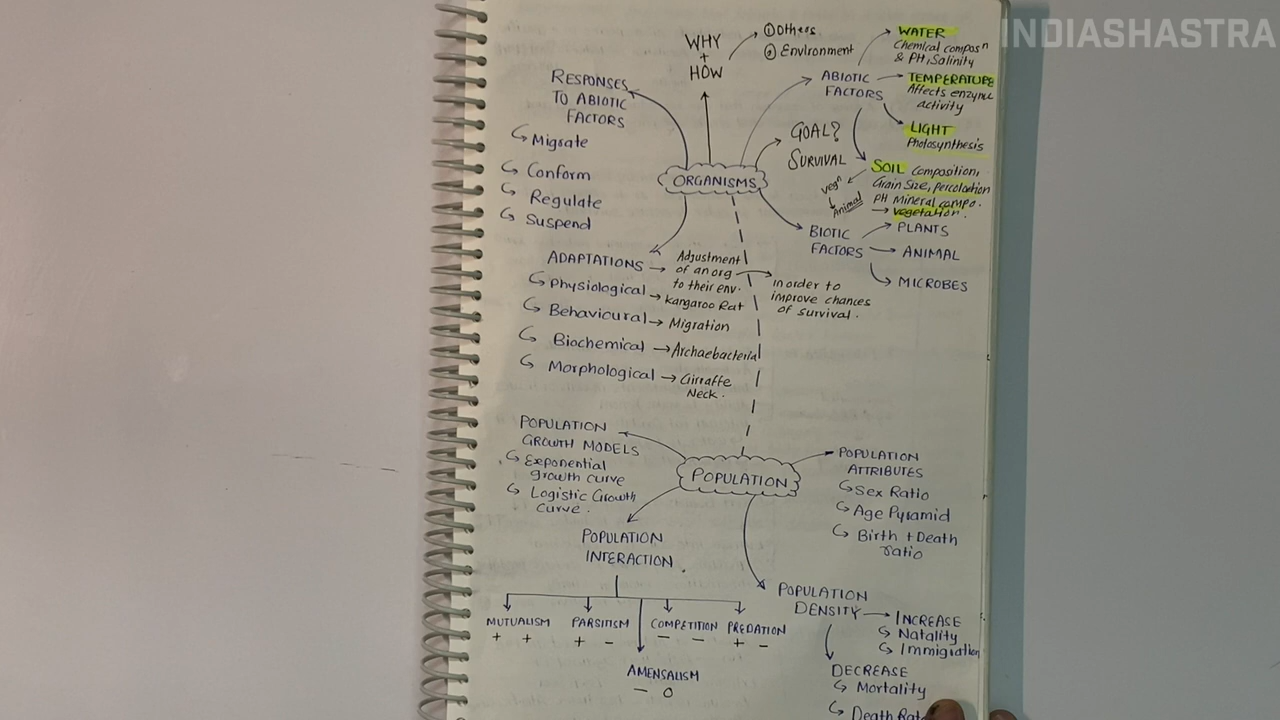 INDIASHASTRA
WHY
+
HOW
① Others
② Environment
ABIOTIC
FACTORS
WATER
Chemical composⁿ
& PH, Salinity
TEMPERATURE
Affects enzyme
activity
LIGHT
Photosynthesis
SOIL Composition,
Grain Size, percolation
PH Mineral compo.
→ vegetation.
vegⁿ
Animal
RESPONSES
TO ABIOTIC
FACTORS
Migrate
Conform
Regulate
Suspend
GOAL?
SURVIVAL
ORGANISMS
BIOTIC
FACTORS
PLANTS
ANIMAL
MICROBES
ADAPTATIONS → Adjustment
of an org
to their env.
in order to
improve chances
of survival.
Physiological → kangaroo Rat
Behavioural → Migration
Biochemical → Archaebacteria
Morphological → Girraffe
Neck.
POPULATION
GROWTH MODELS
Exponential
growth curve
Logistic Growth
curve.
POPULATION
POPULATION
ATTRIBUTES
Sex Ratio
Age Pyramid
Birth + Death
ratio
POPULATION
INTERACTION
MUTUALISM
+ +
PARSITISM
+ -
COMPETITION
- -
PREDATION
+ -
AMENSALISM
- 0
POPULATION
DENSITY → INCREASE
Natality
Immigration
DECREASE
Mortality
Death Rate